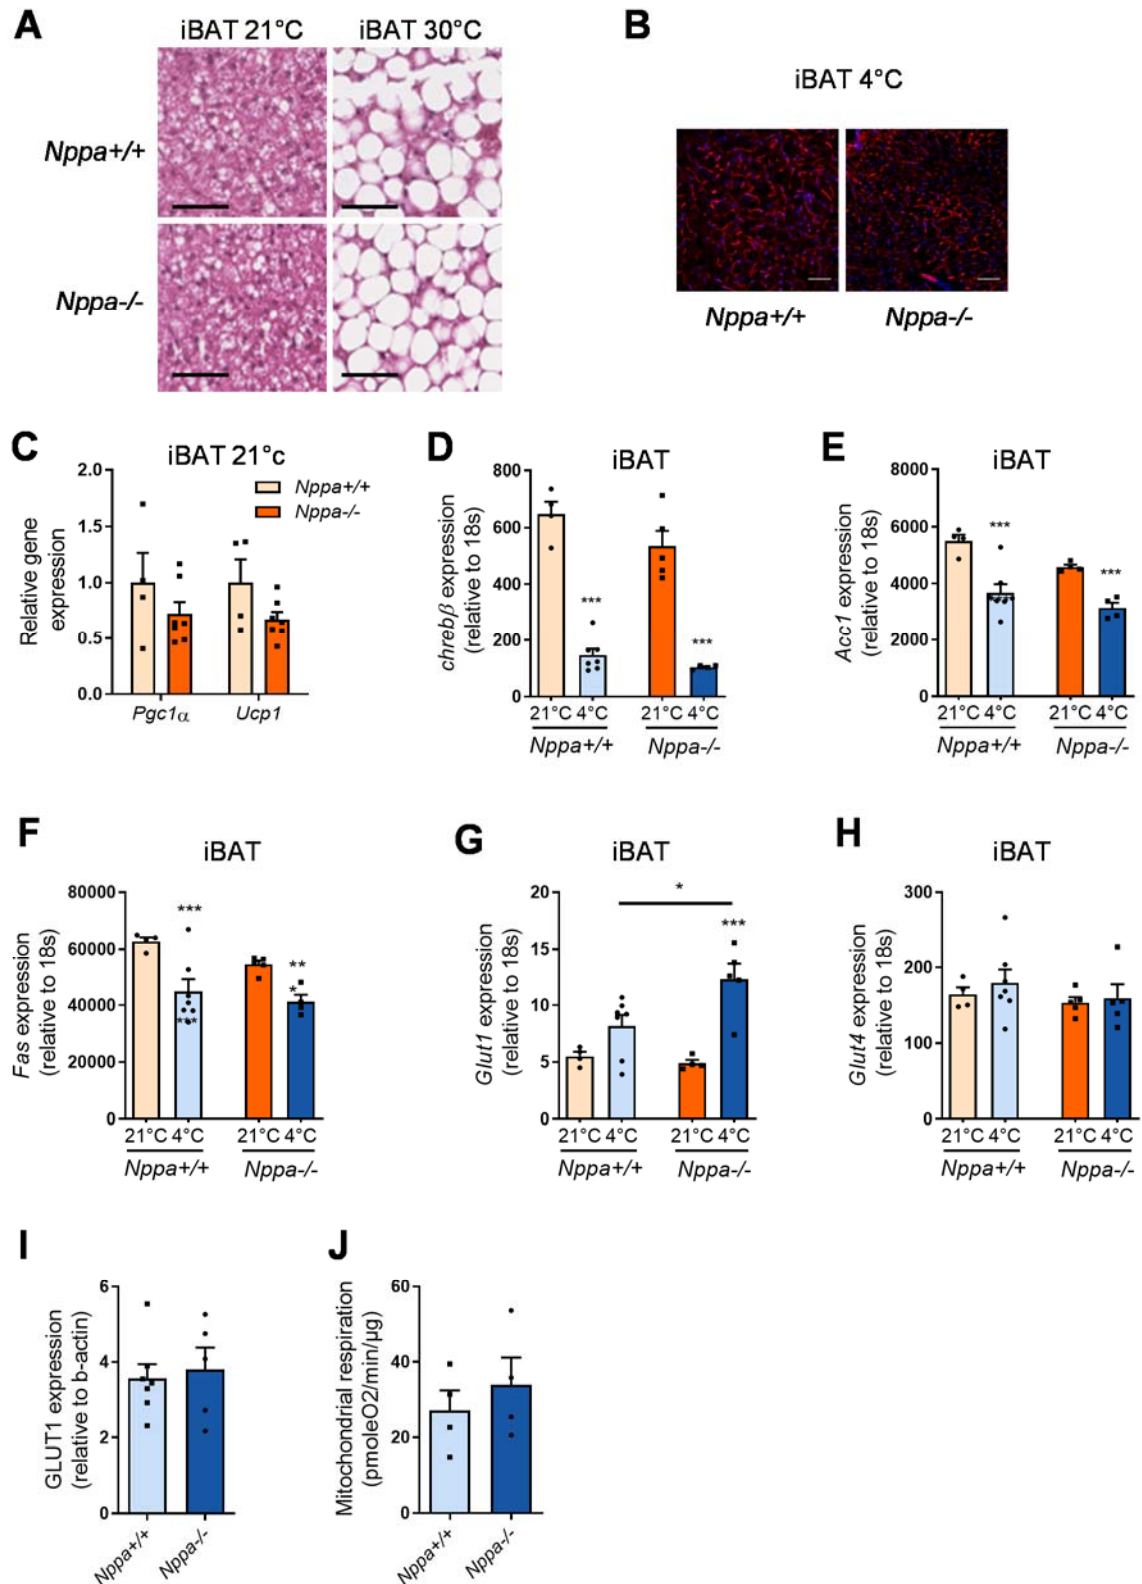 A
iBAT 21°C
iBAT 30°C
Nppa+/+
Nppa-/-
B
iBAT 4°C
Nppa+/+
Nppa-/-
C
iBAT 21°c
Relative gene
expression
2.0
1.5
1.0
0.5
0.0
Nppa+/+
Nppa-/-
Pgc1α
Ucp1
D
iBAT
chrebβ expression
(relative to 18s)
800
600
400
200
0
***
***
21°C 4°C
21°C 4°C
Nppa+/+
Nppa-/-
E
iBAT
Acc1 expression
(relative to 18s)
8000
6000
4000
2000
0
***
***
21°C 4°C
21°C 4°C
Nppa+/+
Nppa-/-
F
iBAT
Fas expression
(relative to 18s)
80000
60000
40000
20000
0
***
***
**
*
21°C 4°C
21°C 4°C
Nppa+/+
Nppa-/-
G
iBAT
Glut1 expression
(relative to 18s)
20
15
10
5
0
*
***
21°C 4°C
21°C 4°C
Nppa+/+
Nppa-/-
H
iBAT
Glut4 expression
(relative to 18s)
300
200
100
0
21°C 4°C
21°C 4°C
Nppa+/+
Nppa-/-
I
GLUT1 expression
(relative to b-actin)
6
4
2
0
Nppa+/+
Nppa-/-
J
Mitochondrial respiration
(pmoleO2/min/µg)
60
40
20
0
Nppa+/+
Nppa-/-